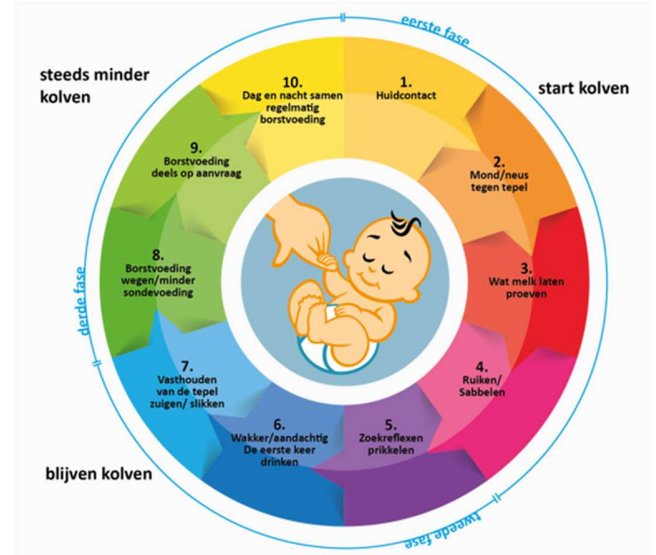 eerste fase
start kolven
1.
Huidcontact
2.
Mond/neus
tegen tepel
3.
Wat melk laten
proeven
4.
Ruiken/
Sabbelen
tweede fase
5.
Zoekreflexen
prikkelen
6.
Wakker/aandachtig
De eerste keer
drinken
blijven kolven
7.
Vasthouden
van de tepel
zuigen/ slikken
derde fase
8.
Borstvoeding
wegen/minder
sondevoeding
9.
Borstvoeding
deels op aanvraag
steeds minder
kolven
10.
Dag en nacht samen
regelmatig
borstvoeding